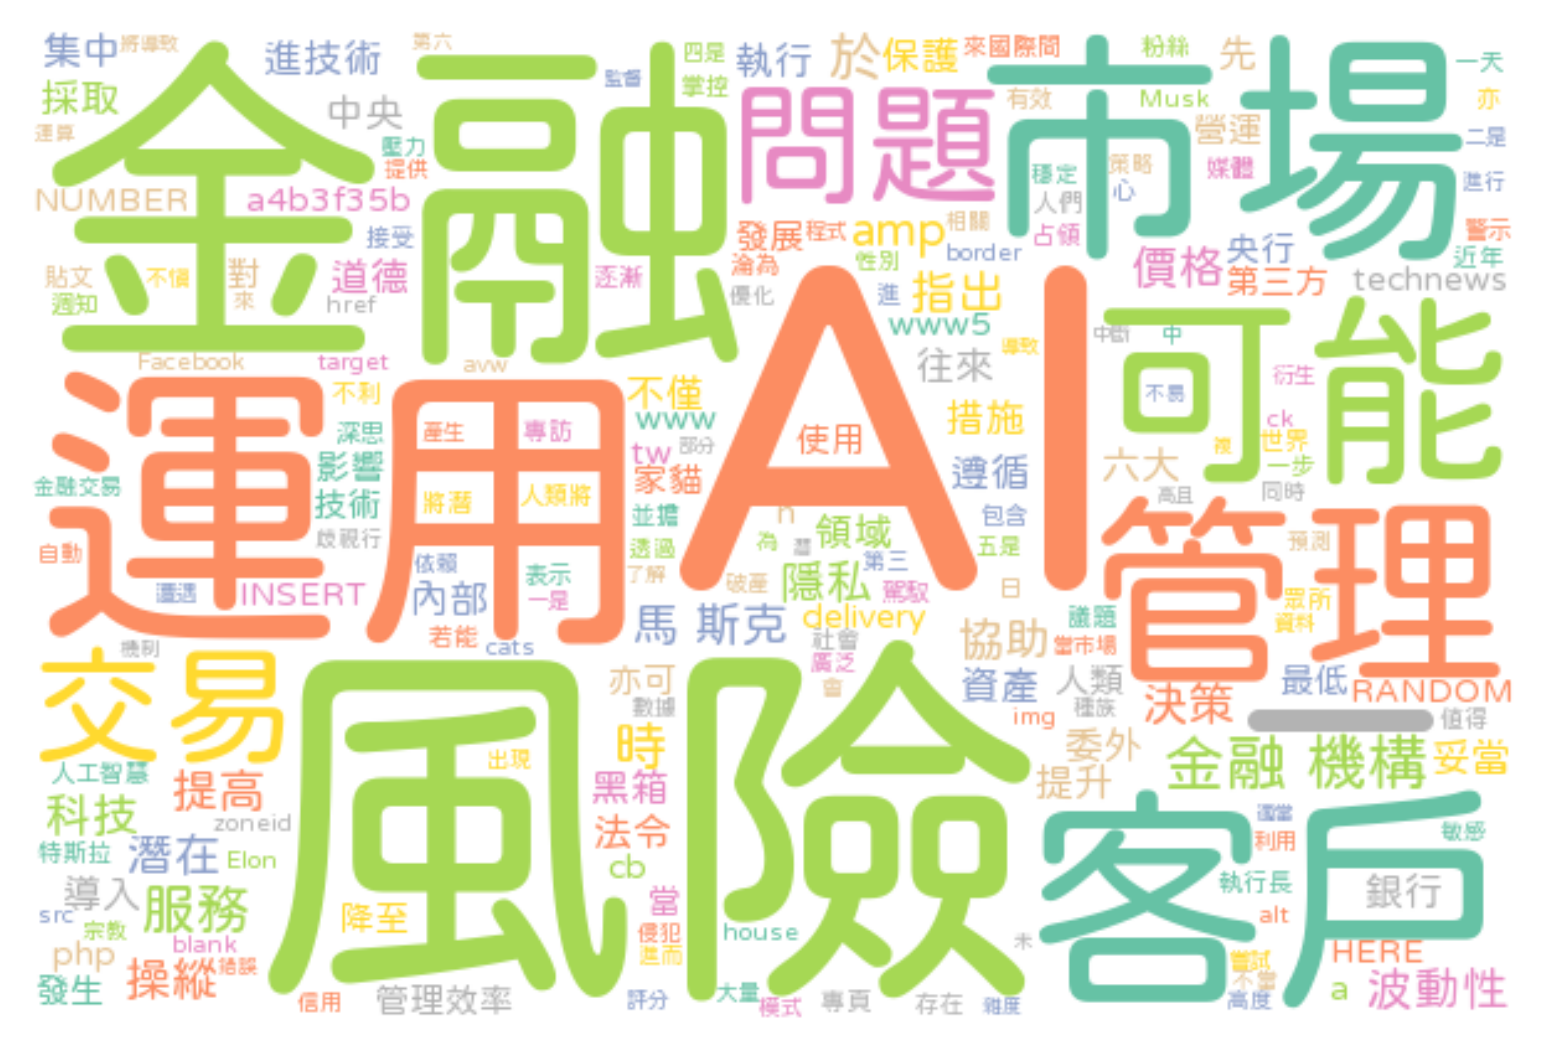 集中 將導致 進技術 第六 四是 執行 於 保護 來國際間 粉絲 先 一天
採取 中央 監督 掌控 有效 Musk 亦
金融 問題 市場
運算 壓力 提供 營運 二是
NUMBER a4b3f35b 穩定 策略 媒體 進行
接受 人們 心
發展 程式 amp 相關 占領 央行 警示
貼文 不慎 對 道德 逐漸 淪為 性別 border 價格 近年
週知 來 href 優化 進 指出 第三方 technews
www5 中斷 中
Facebook target avw 往來 導致 衍生
AI 可能
運用 不利 不僅 不易
深思 產生 專訪 www 使用 措施 ck
影響 tw 部分 複 世界
金融交易 家貓 遵循 六大 一步
技術 將潛 人類將 高且 同時
歧視行 並擔 n 領域 包含 管理
自動 透過 為 潛 第三 五是 預測
依賴 表示 了解 破產 隱私 駕馭 日
遭遇 INSERT 內部 一是 眾所
馬 斯克 delivery 議題 資料
機制 若能 cats 社會 協助 當市場
交易 廣泛
風險 亦可 會 資產 人類 最低 RANDOM
數據 img 種族 決策 一 值得
人工智慧 出現 時 委外 金融 機構 妥當
提高 黑箱 提升
科技 zoneid 法令 客戶 適當
特斯拉 潛在 Elon cb 利用 敏感
導入 服務 當 執行長 銀行
src 降至 alt
宗教 blank 侵犯 house 未
php 進而 嘗試 HERE
操縱 錯誤 不當
發生 信用 管理效率 評分 大量 模式 專頁 存在 難度 高度 a 波動性